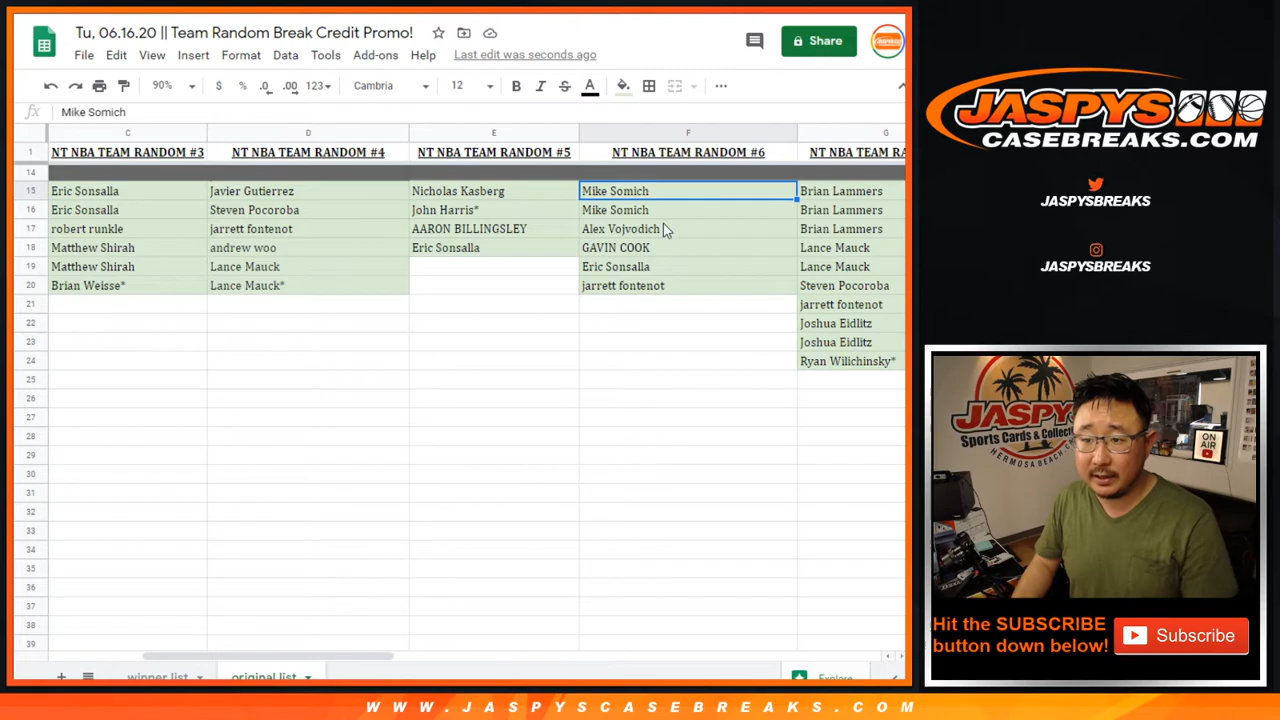 Tu, 06.16.20 || Team Random Break Credit Promo!
File Edit View Insert Format Data Tools Add-ons Help Last edit was seconds ago
Share
90% $ % .0 .00 123 Cambria 12 B I S A
fx Mike Somich
C D E F G
1 NT NBA TEAM RANDOM #3 NT NBA TEAM RANDOM #4 NT NBA TEAM RANDOM #5 NT NBA TEAM RANDOM #6 NT NBA TEAM RA
14
15 Eric Sonsalla Javier Gutierrez Nicholas Kasberg Mike Somich Brian Lammers
16 Eric Sonsalla Steven Pocoroba John Harris* Mike Somich Brian Lammers
17 robert runkle jarrett fontenot AARON BILLINGSLEY Alex Vojvodich Brian Lammers
18 Matthew Shirah andrew woo Eric Sonsalla GAVIN COOK Lance Mauck
19 Matthew Shirah Lance Mauck Eric Sonsalla Lance Mauck
20 Brian Weisse* Lance Mauck* jarrett fontenot Steven Pocoroba
21 jarrett fontenot
22 Joshua Eidlitz
23 Joshua Eidlitz
24 Ryan Wilichinsky*
25
26
27
28
29
30
31
32
33
34
35
36
37
38
39
winner list original list Explore
JASPYS
CASEBREAKS.COM
JASPYSBREAKS
JASPYSBREAKS
JASPYS
Sports Cards & Collect
HERMOSA BEACH
ON
AIR
Hit the SUBSCRIBE
button down below!
Subscribe
WWW.JASPYSCASEBREAKS.COM